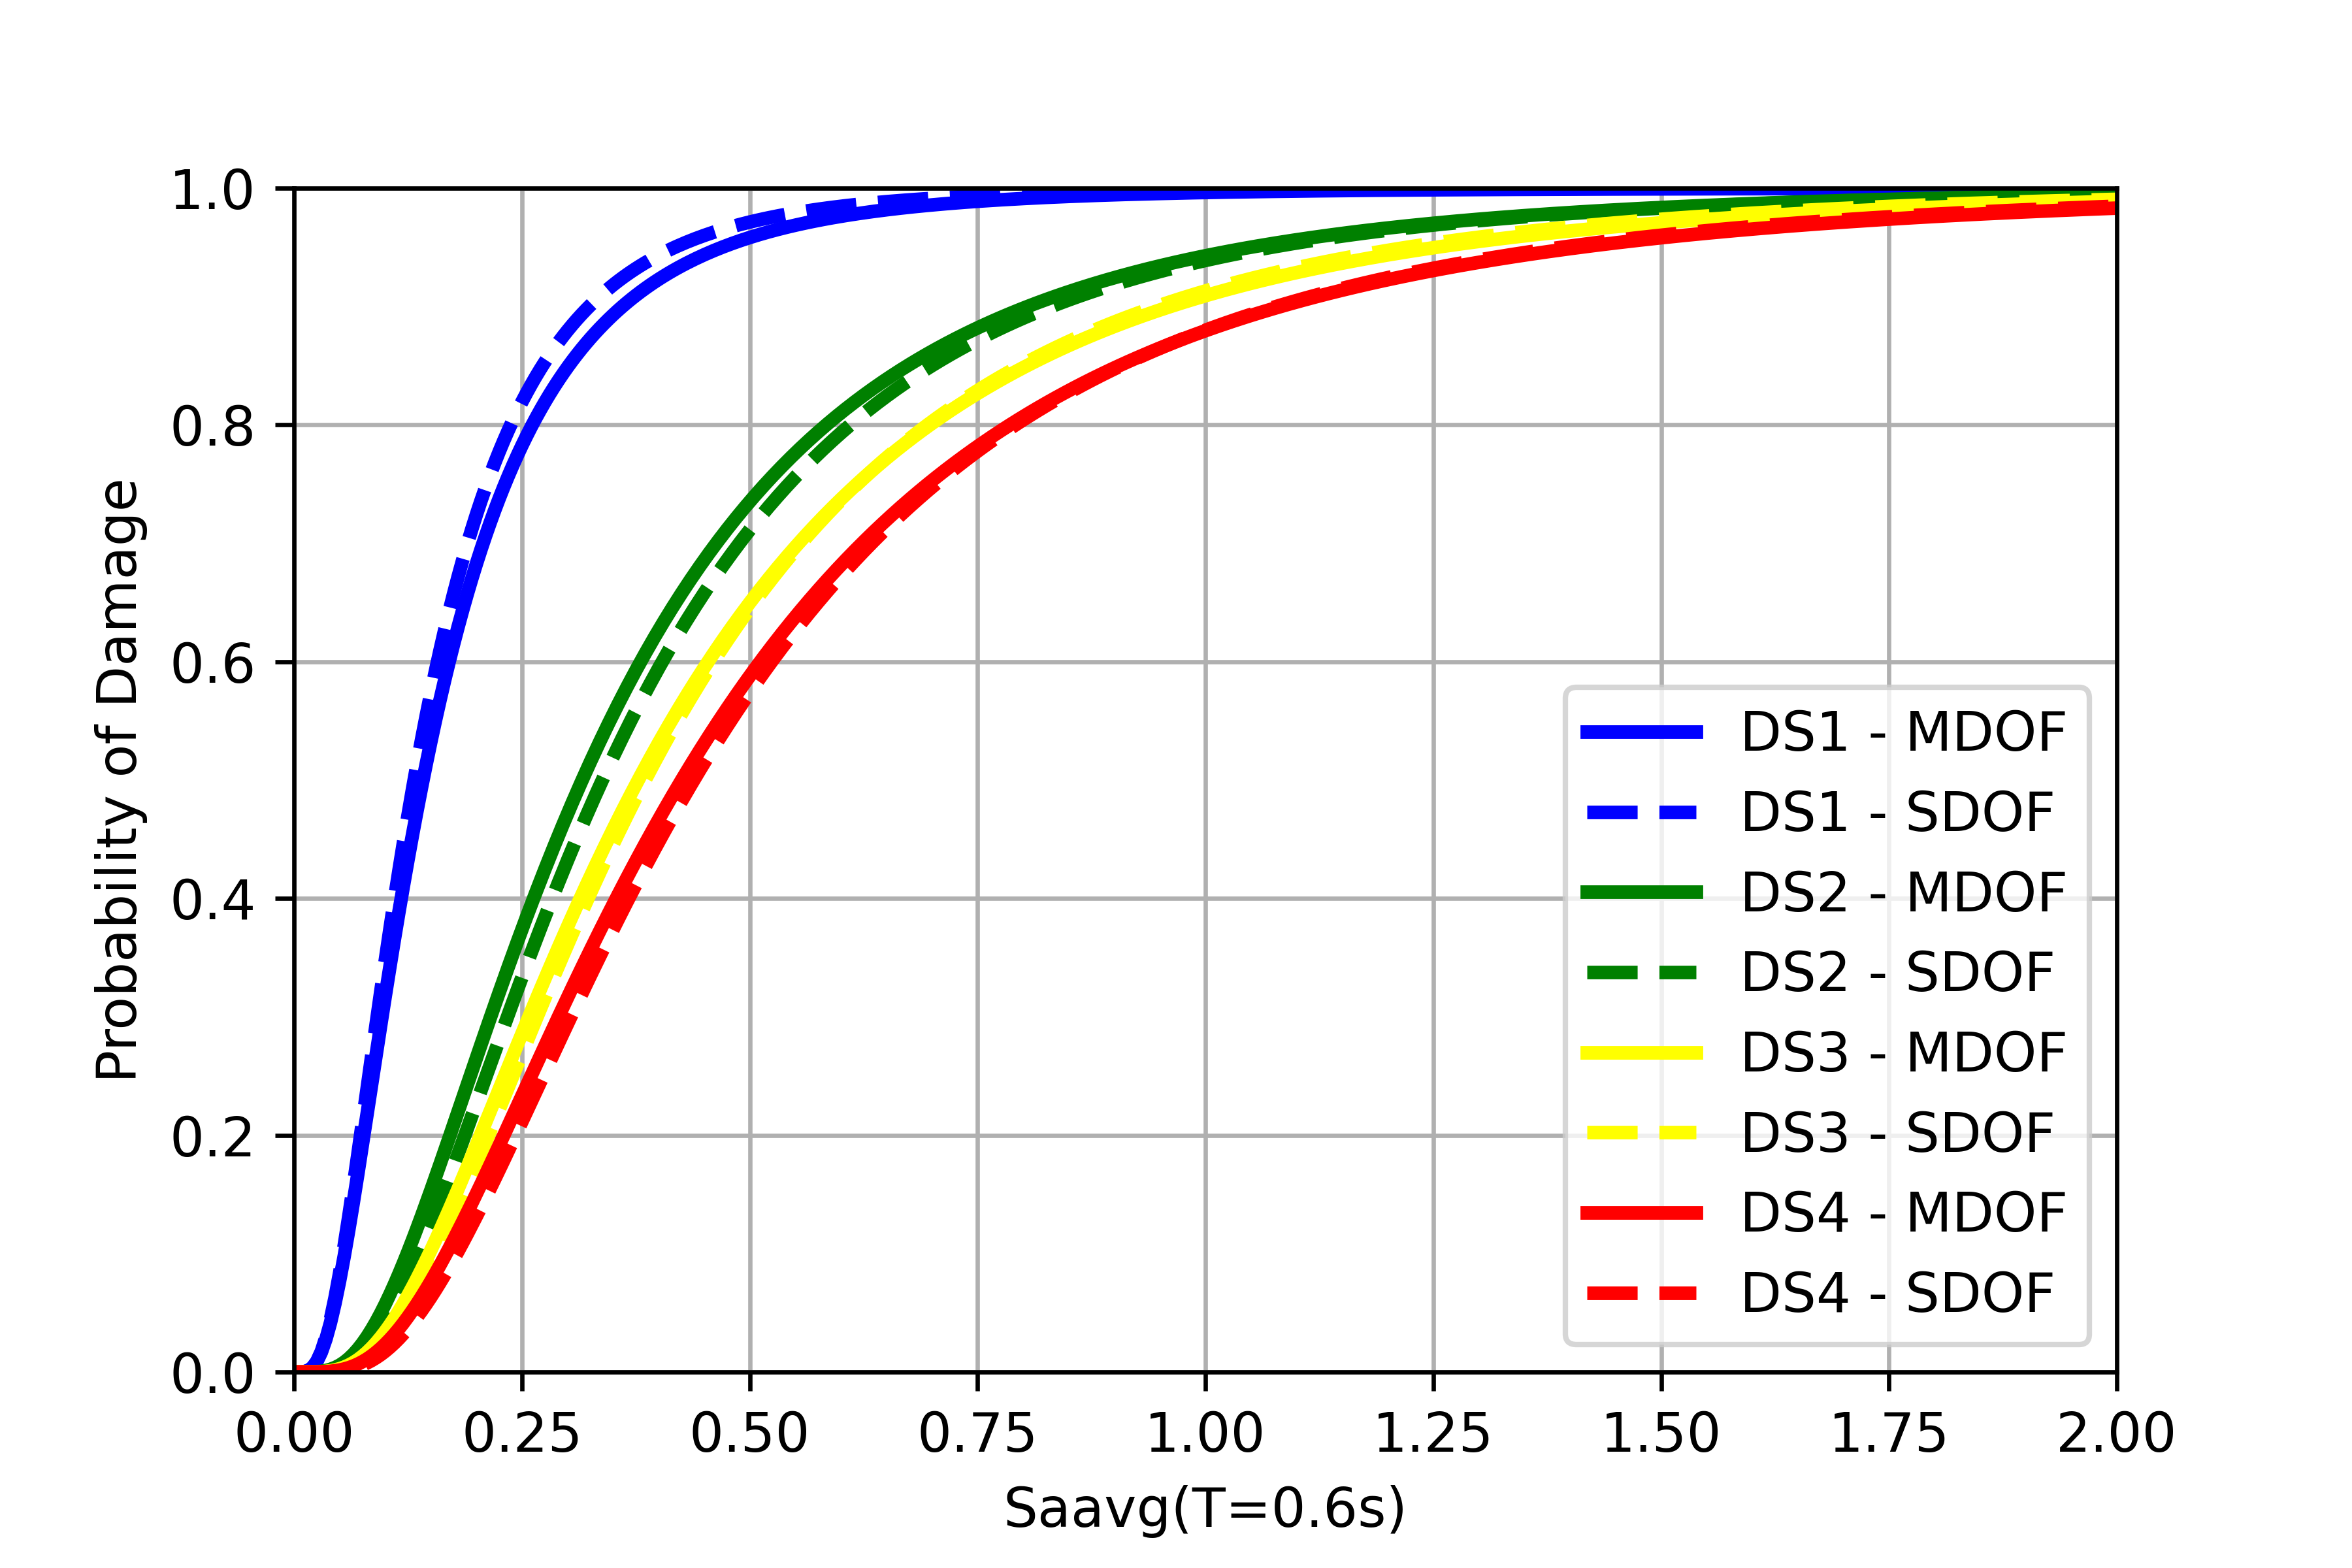 1.0
0.8
0.6
0.4
0.2
0.0
Probability of Damage
0.00 0.25 0.50 0.75 1.00 1.25 1.50 1.75 2.00
Saavg(T=0.6s)
DS1 - MDOF
DS1 - SDOF
DS2 - MDOF
DS2 - SDOF
DS3 - MDOF
DS3 - SDOF
DS4 - MDOF
DS4 - SDOF